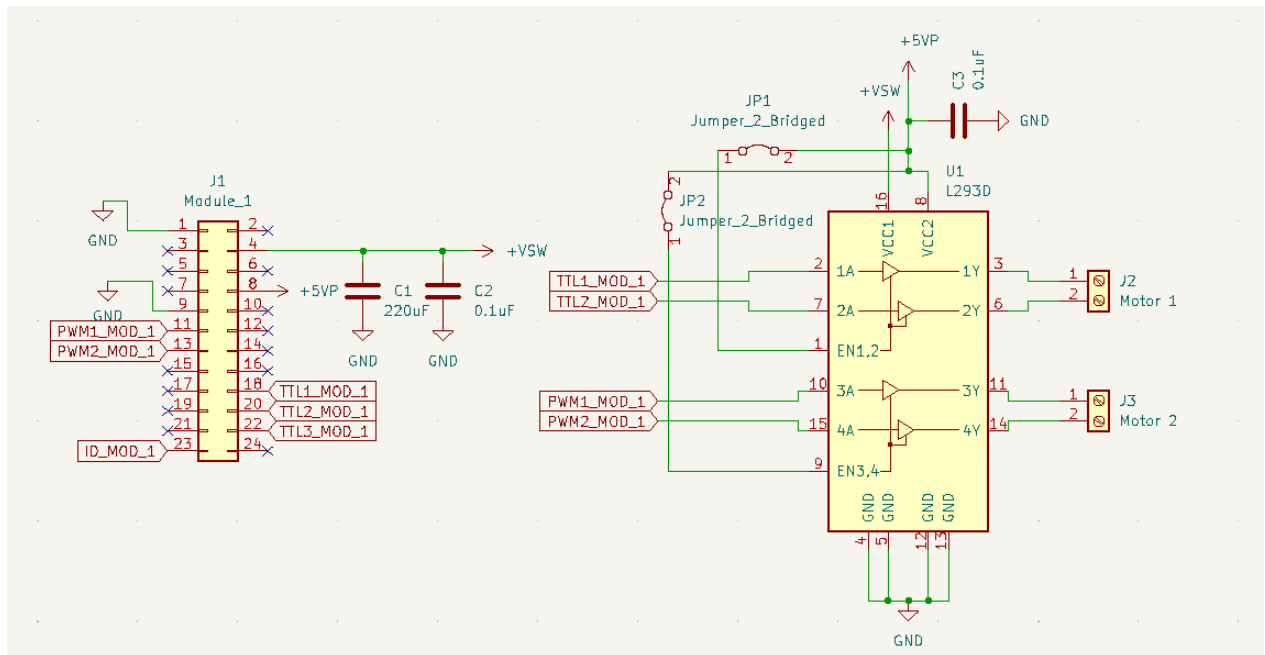 J1
Module_1
GND
1
2
3
4
+VSW
5
6
7
8
+5VP
GND
9
10
PWM1_MOD_1
11
12
PWM2_MOD_1
13
14
15
16
17
18
TTL1_MOD_1
19
20
TTL2_MOD_1
21
22
TTL3_MOD_1
ID_MOD_1
23
24
C1
220uF
GND
C2
0.1uF
GND
+5VP
C3
0.1uF
GND
+VSW
JP1
Jumper_2_Bridged
1
2
2
JP2
Jumper_2_Bridged
1
U1
L293D
16
8
VCC1
VCC2
TTL1_MOD_1
2
1A
1Y
3
TTL2_MOD_1
7
2A
2Y
6
1
EN1,2
PWM1_MOD_1
10
3A
3Y
11
PWM2_MOD_1
15
4A
4Y
14
9
EN3,4
GND
GND
GND
GND
4
5
12
13
GND
1
J2
2
Motor 1
1
J3
2
Motor 2